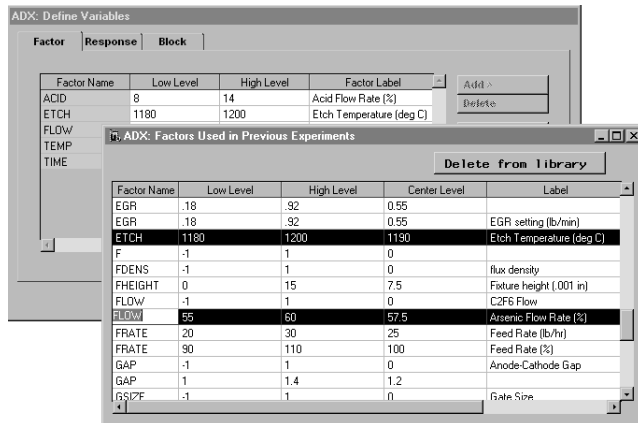 ADX: Define Variables
Factor Response Block
Factor Name Low Level High Level Factor Label
ACID 8 14 Acid Flow Rate (%)
ETCH 1180 1200 Etch Temperature (deg C)
FLOW
TEMP
TIME
Add >
Delete
ADX: Factors Used in Previous Experiments
Delete from library
Factor Name Low Level High Level Center Level Label
EGR .18 .92 0.55
EGR .18 .92 0.55 EGR setting (lb/min)
ETCH 1180 1200 1190 Etch Temperature (deg C)
F -1 1 0
FDENS -1 1 0 flux density
FHEIGHT 0 15 7.5 Fixture height (.001 in)
FLOW -1 1 0 C2F6 Flow
FLOW 55 60 57.5 Arsenic Flow Rate (%)
FRATE 20 30 25 Feed Rate (lb/hr)
FRATE 90 110 100 Feed Rate (%)
GAP -1 1 0 Anode-Cathode Gap
GAP 1 1.4 1.2
GSIZE -1 1 0 Gate Size